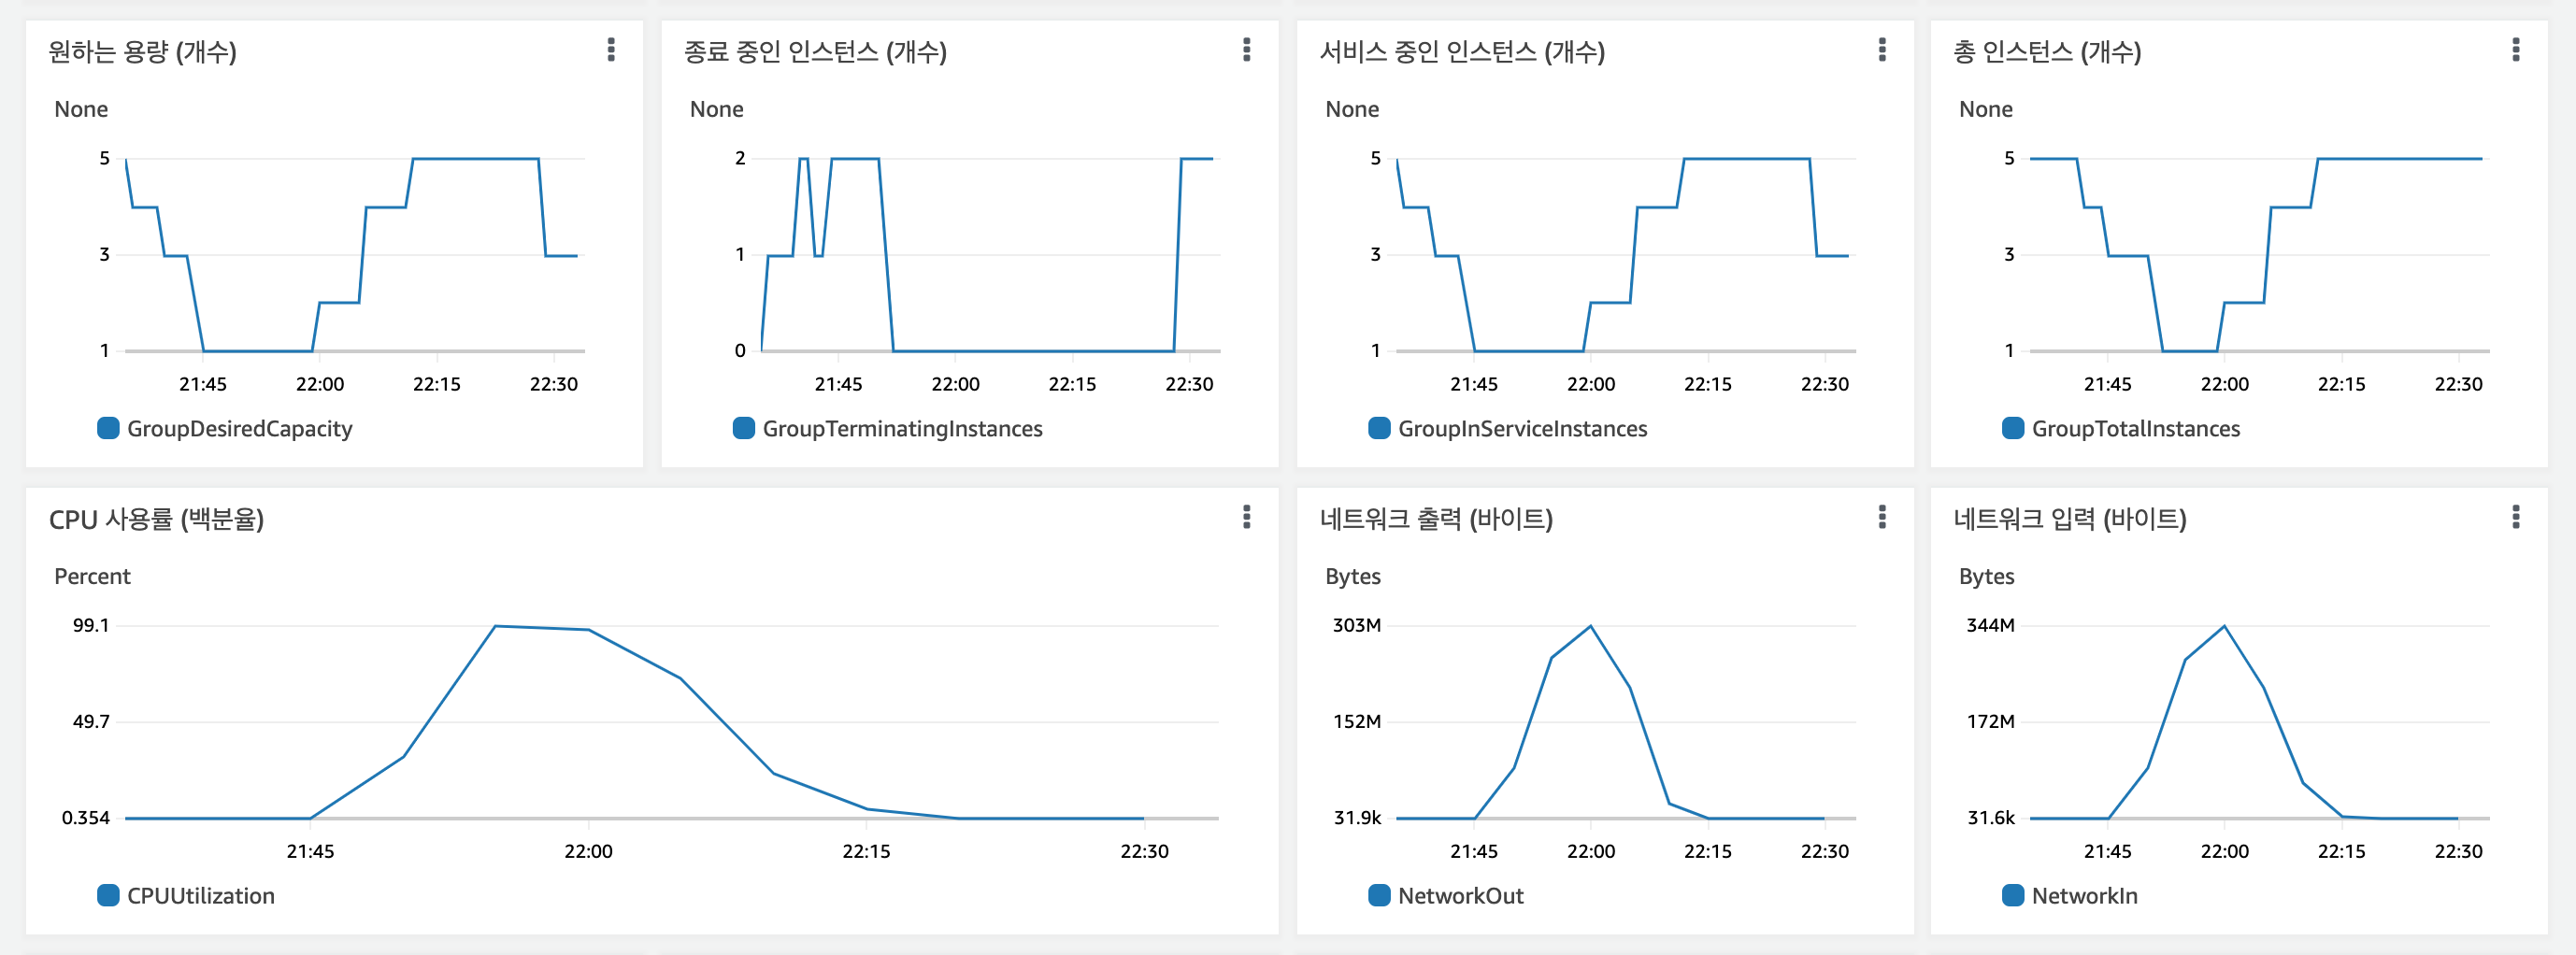 원하는 용량 (개수)
None
5
3
1
21:45 22:00 22:15 22:30
GroupDesiredCapacity
종료 중인 인스턴스 (개수)
None
2
1
0
21:45 22:00 22:15 22:30
GroupTerminatingInstances
서비스 중인 인스턴스 (개수)
None
5
3
1
21:45 22:00 22:15 22:30
GroupInServiceInstances
총 인스턴스 (개수)
None
5
3
1
21:45 22:00 22:15 22:30
GroupTotalInstances
CPU 사용률 (백분율)
Percent
99.1
49.7
0.354
21:45 22:00 22:15 22:30
CPUUtilization
네트워크 출력 (바이트)
Bytes
303M
152M
31.9k
21:45 22:00 22:15 22:30
NetworkOut
네트워크 입력 (바이트)
Bytes
344M
172M
31.6k
21:45 22:00 22:15 22:30
NetworkIn